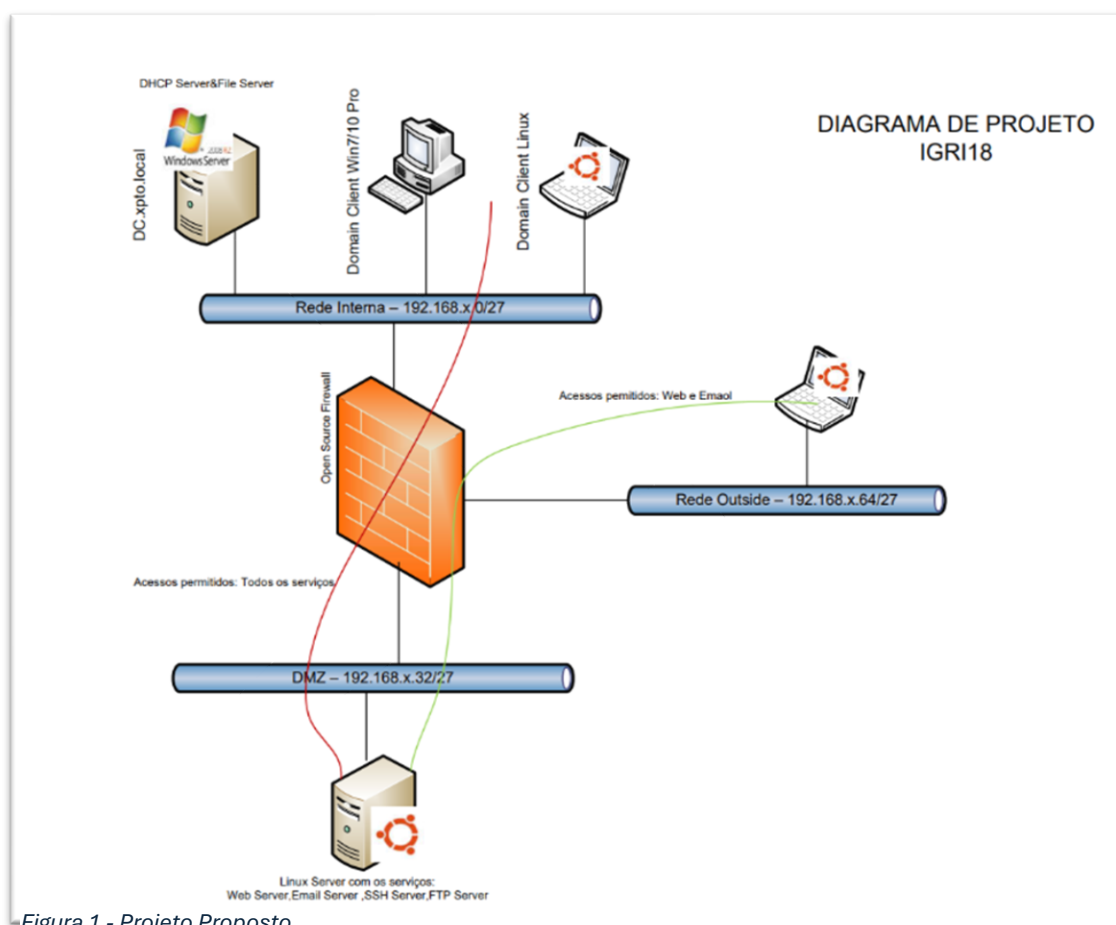 DHCP Server&File Server
DIAGRAMA DE PROJETO
IGRI18
WindowsServer
DC.xpto.local
Domain Client Win7/10 Pro
Domain Client Linux
Rede Interna – 192.168.x.0/27
Open Source Firewall
Acessos pemitidos: Web e Emaol
Rede Outside – 192.168.x.64/27
Acessos permitidos: Todos os serviços
DMZ – 192.168.x.32/27
Linux Server com os serviços:
Web Server,Email Server ,SSH Server,FTP Server
Figura 1 - Projeto Proposto